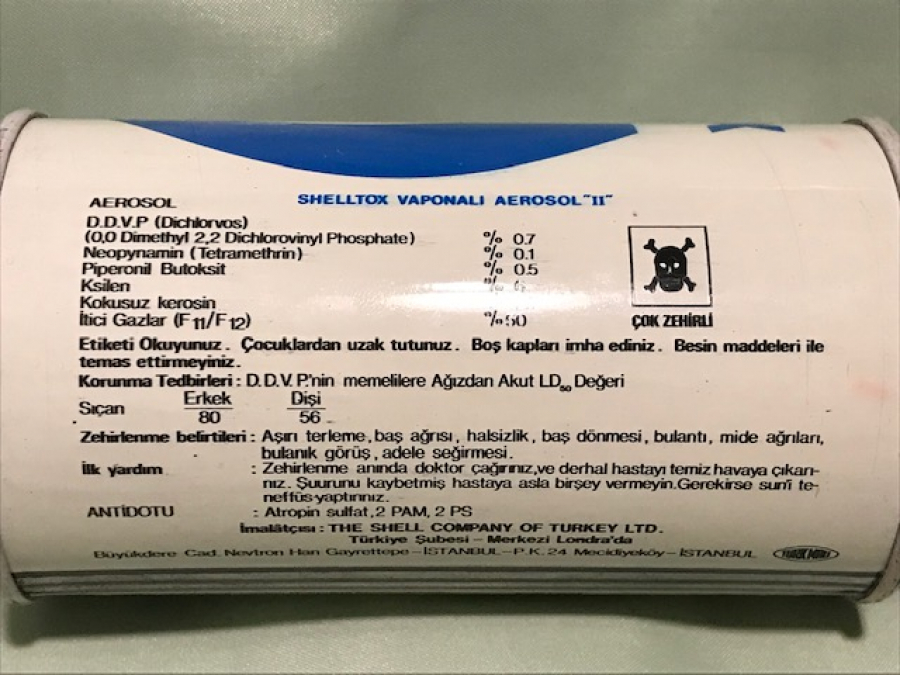 SHELLTOX VAPONALI AEROSOL "II"
AEROSOL
D.D.V.P (Dichlorvos)
(0,0 Dimethyl 2,2 Dichlorovinyl Phosphate) % 0.7
Neopynamin (Tetramethrin) % 0.1
Piperonil Butoksit % 0.5
Ksilen %
Kokusuz kerosin
İtici Gazlar (F11/F12) % 50
ÇOK ZEHİRLİ
Etiketi Okuyunuz. Çocuklardan uzak tutunuz. Boş kapları imha ediniz. Besin maddeleri ile
temas ettirmeyiniz.
Korunma Tedbirleri : D.D.V.P.'nin memelilere Ağızdan Akut LD50 Değeri
Erkek Dişi
Sıçan 80 56
Zehirlenme belirtileri : Aşırı terleme, baş ağrısı, halsizlik, baş dönmesi, bulantı, mide ağrıları,
bulanık görüş, adele seğirmesi.
İlk yardım : Zehirlenme anında doktor çağırınız,ve derhal hastayı temiz havaya çıkarı-
nız. Şuurunu kaybetmiş hastaya asla birşey vermeyin.Gerekirse sun'i te-
neffüs yaptırınız.
ANTİDOTU : Atropin sulfat,2 PAM, 2 PS
İmalâtçısı : THE SHELL COMPANY OF TURKEY LTD.
Türkiye Şubesi - Merkezi Londra'da
Büyükdere Cad. Nevtron Han Gayrettepe - İSTANBUL - P.K. 24 Mecidiyeköy - İSTANBUL